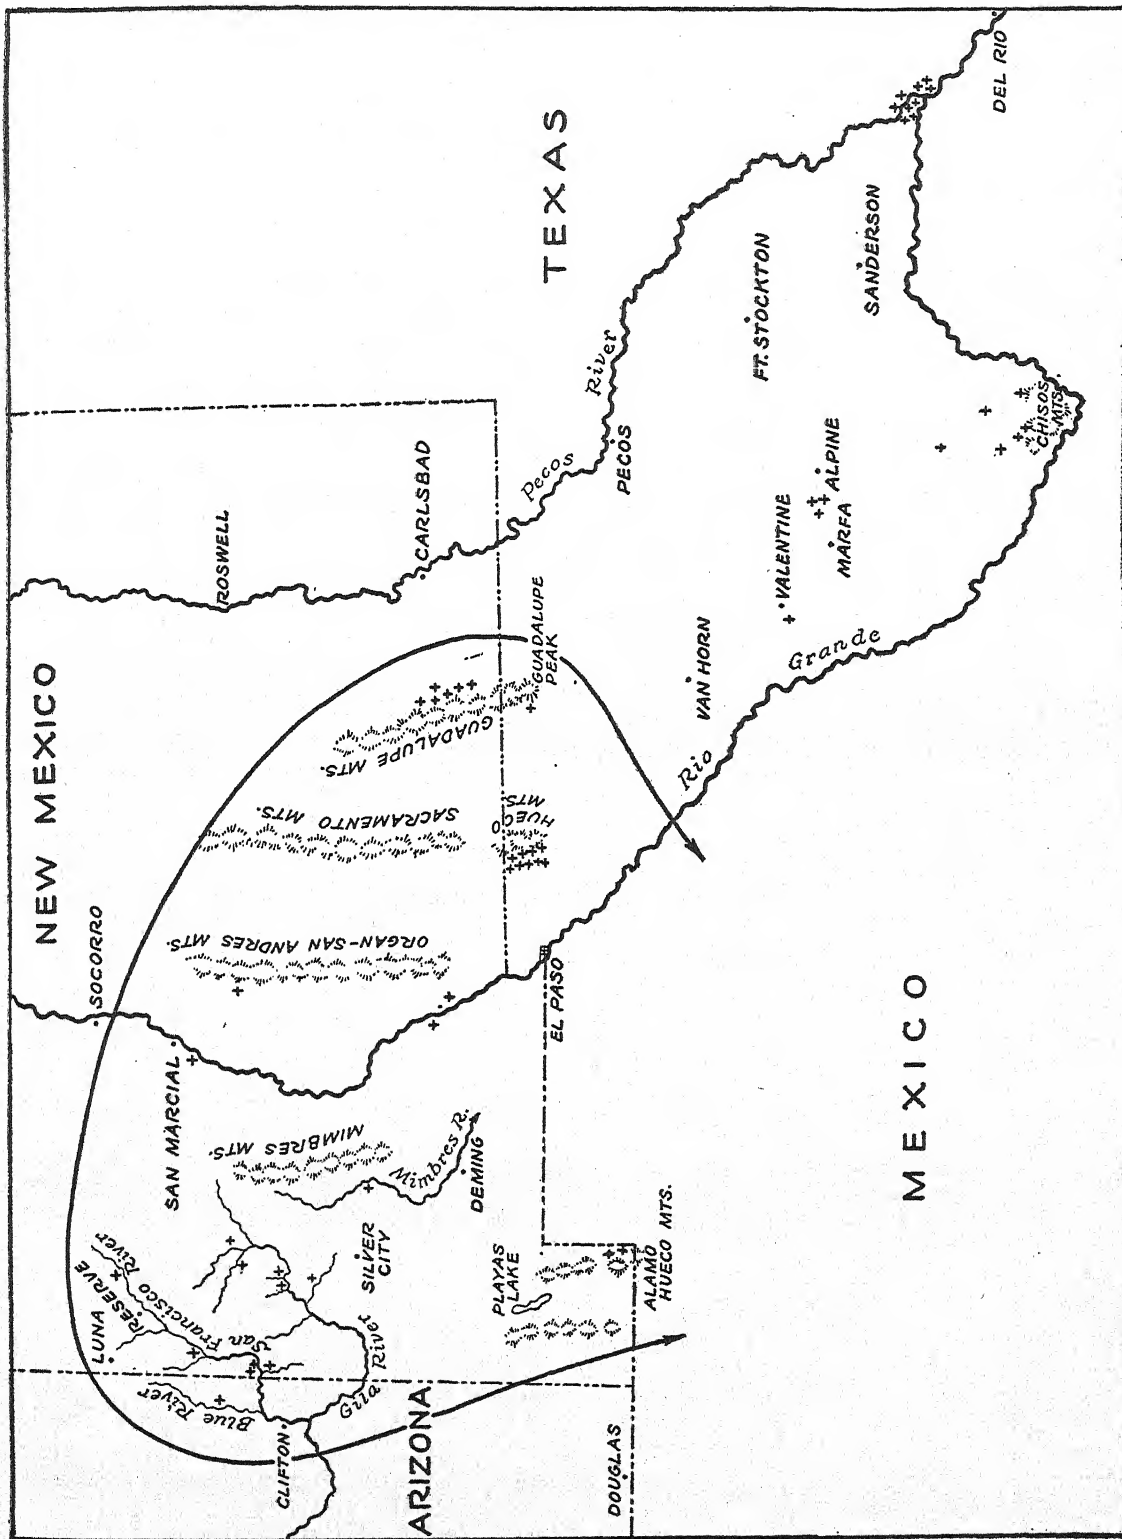 NEW MEXICO
TEXAS
ARIZONA
MEXICO
LUNA
RESERVE
San Francisco River
Blue River
CLIFTON
Gila River
SAN MARCIAL
SOCORRO
MIMBRES MTS.
Mimbres R.
SILVER
CITY
DEMING
PLAYAS
LAKE
ALAMO
HUECO MTS.
DOUGLAS
ORGAN-SAN ANDRES MTS.
SACRAMENTO MTS.
GUADALUPE MTS.
HUECO
MTS.
GUADALUPE
PEAK
EL PASO
ROSWELL
CARLSBAD
Pecos River
PECOS
VAN HORN
Rio Grande
VALENTINE
MARFA
ALPINE
FT. STOCKTON
SANDERSON
CHISOS
MTS.
DEL RIO